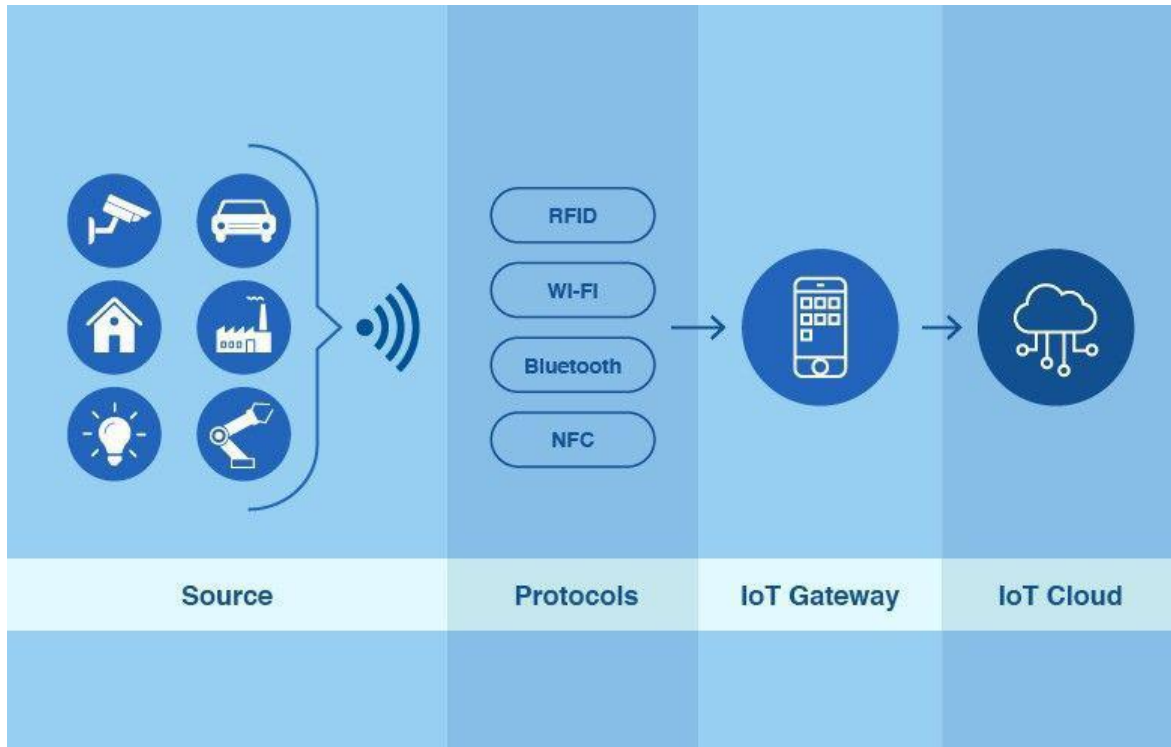 RFID
WI-FI
Bluetooth
NFC
Source
Protocols
IoT Gateway
IoT Cloud